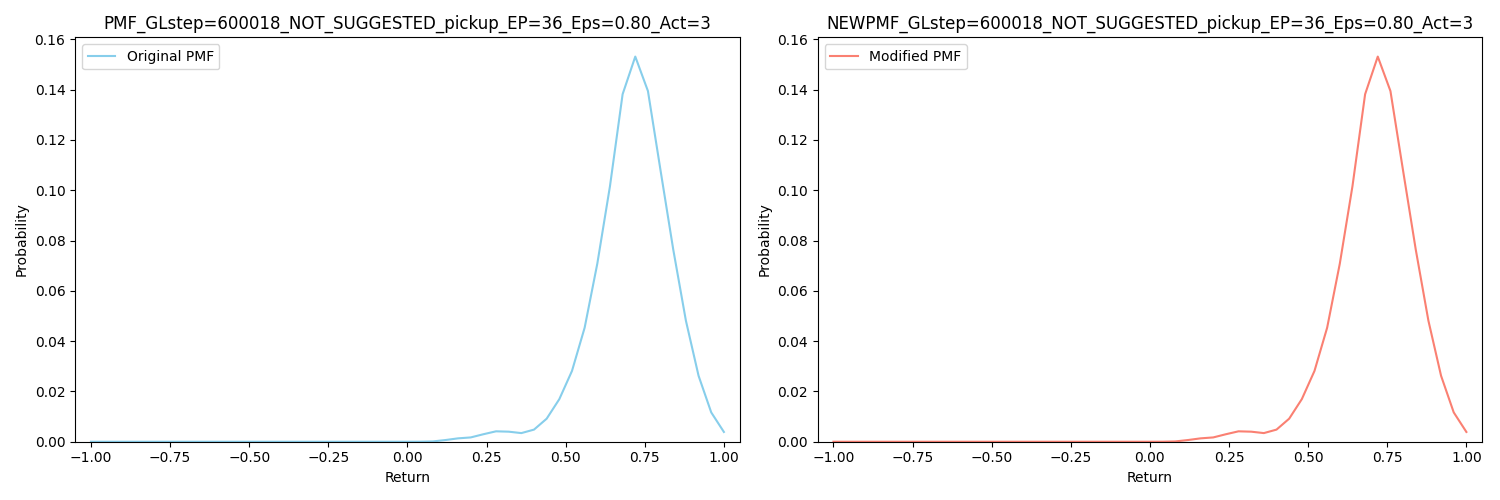 PMF_GLstep=600018_NOT_SUGGESTED_pickup_EP=36_Eps=0.80_Act=3
Original PMF
Probability
0.16
0.14
0.12
0.10
0.08
0.06
0.04
0.02
0.00
−1.00 −0.75 −0.50 −0.25 0.00 0.25 0.50 0.75 1.00
Return
NEWPMF_GLstep=600018_NOT_SUGGESTED_pickup_EP=36_Eps=0.80_Act=3
Modified PMF
Probability
0.16
0.14
0.12
0.10
0.08
0.06
0.04
0.02
0.00
−1.00 −0.75 −0.50 −0.25 0.00 0.25 0.50 0.75 1.00
Return